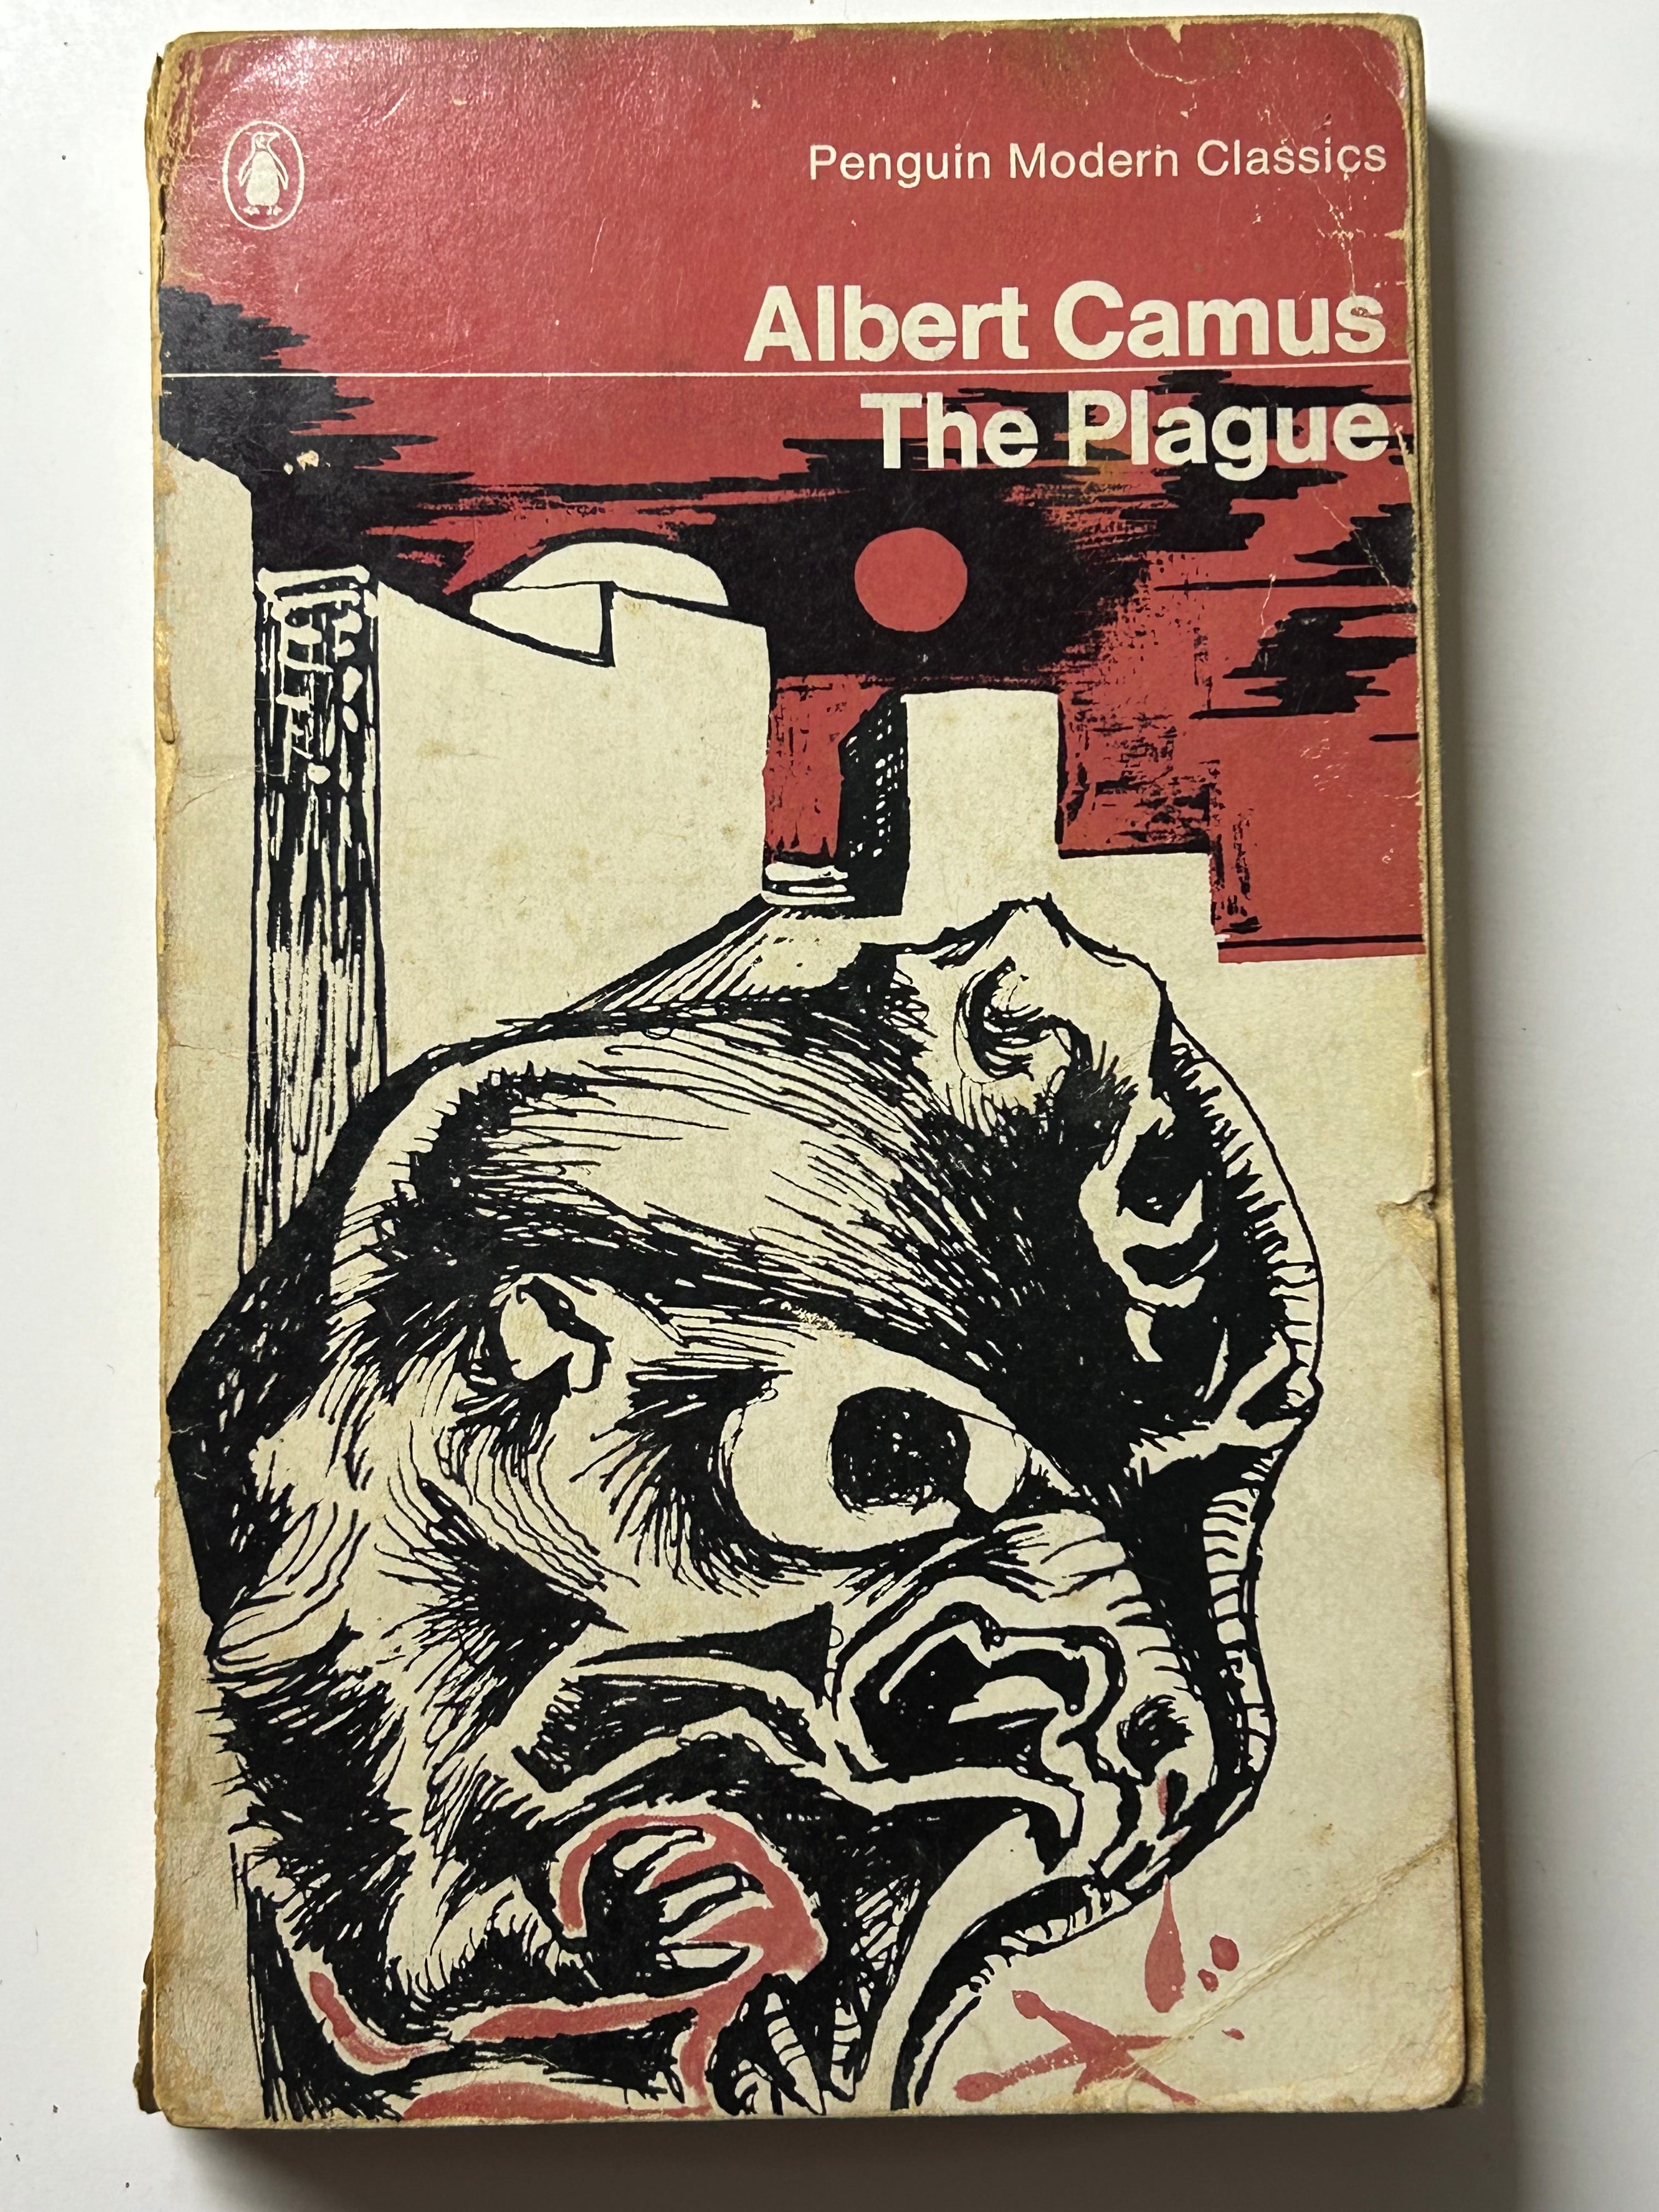 Penguin Modern Classics
Albert Camus
The Plague